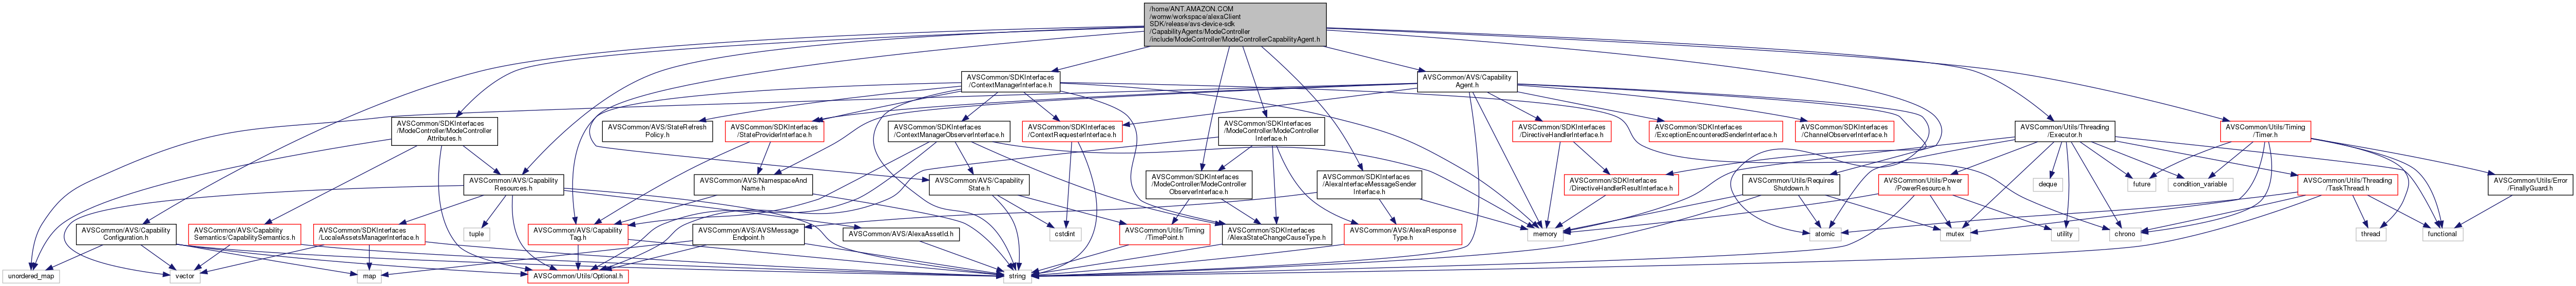 /home/ANT.AMAZON.COM
/womw/workspace/alexaClient
SDK/release/avs-device-sdk
/CapabilityAgents/ModeController
/include/ModeController/ModeControllerCapabilityAgent.h
AVSCommon/SDKInterfaces
/ContextManagerInterface.h
AVSCommon/AVS/Capability
Agent.h
AVSCommon/SDKInterfaces
/ModeController/ModeController
Attributes.h
AVSCommon/AVS/StateRefresh
Policy.h
AVSCommon/SDKInterfaces
/StateProviderInterface.h
AVSCommon/SDKInterfaces
/ContextManagerObserverInterface.h
AVSCommon/SDKInterfaces
/ContextRequesterInterface.h
AVSCommon/SDKInterfaces
/ModeController/ModeController
Interface.h
AVSCommon/SDKInterfaces
/DirectiveHandlerInterface.h
AVSCommon/SDKInterfaces
/ExceptionEncounteredSenderInterface.h
AVSCommon/SDKInterfaces
/ChannelObserverInterface.h
AVSCommon/Utils/Threading
/Executor.h
AVSCommon/Utils/Timing
/Timer.h
AVSCommon/AVS/Capability
Resources.h
AVSCommon/AVS/NamespaceAnd
Name.h
AVSCommon/AVS/Capability
State.h
AVSCommon/SDKInterfaces
/ModeController/ModeController
ObserverInterface.h
AVSCommon/SDKInterfaces
/AlexaInterfaceMessageSender
Interface.h
AVSCommon/SDKInterfaces
/DirectiveHandlerResultInterface.h
AVSCommon/Utils/Requires
Shutdown.h
AVSCommon/Utils/Power
/PowerResource.h
deque
future
condition_variable
AVSCommon/Utils/Threading
/TaskThread.h
AVSCommon/Utils/Error
/FinallyGuard.h
AVSCommon/AVS/Capability
Configuration.h
AVSCommon/AVS/Capability
Semantics/CapabilitySemantics.h
AVSCommon/SDKInterfaces
/LocaleAssetsManagerInterface.h
tuple
AVSCommon/AVS/Capability
Tag.h
AVSCommon/AVS/AVSMessage
Endpoint.h
AVSCommon/AVS/AlexaAssetId.h
cstdint
AVSCommon/Utils/Timing
/TimePoint.h
AVSCommon/SDKInterfaces
/AlexaStateChangeCauseType.h
AVSCommon/AVS/AlexaResponse
Type.h
memory
atomic
mutex
utility
chrono
thread
functional
unordered_map
vector
map
AVSCommon/Utils/Optional.h
string